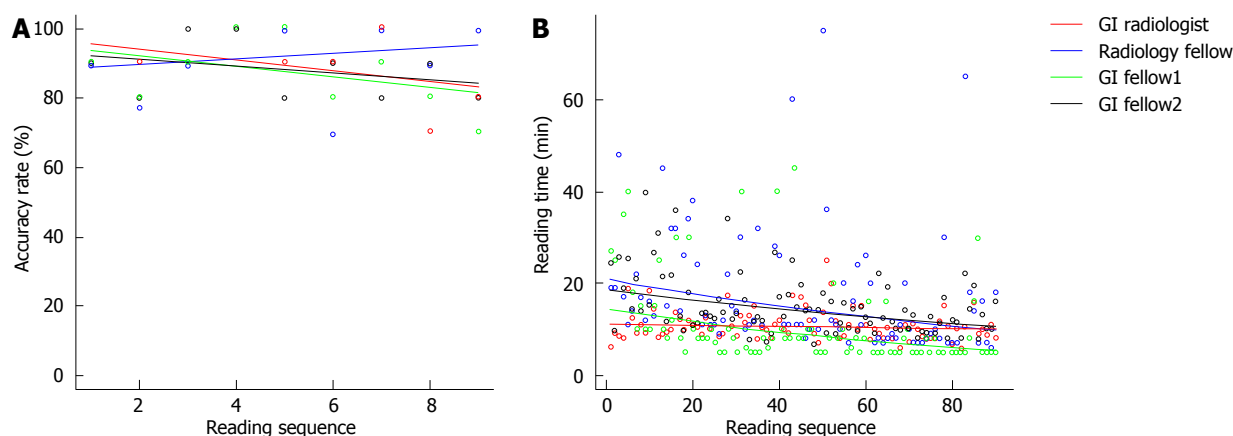 A
Accuracy rate (%)
100
80
60
40
20
0
2
4
6
8
Reading sequence
B
Reading time (min)
60
40
20
0
0
20
40
60
80
Reading sequence
GI radiologist
Radiology fellow
GI fellow1
GI fellow2